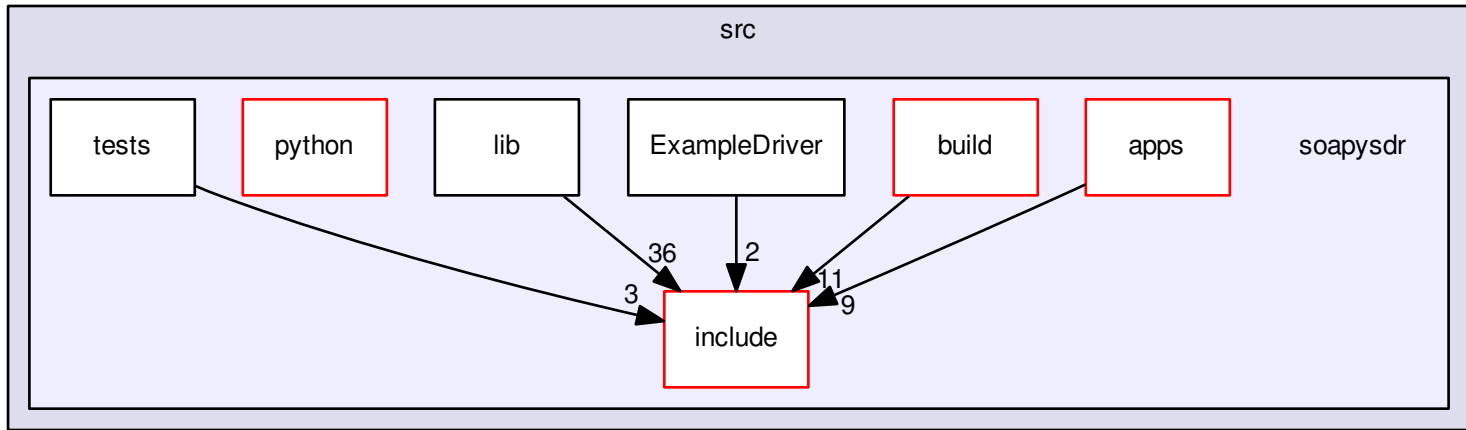 src
tests
python
lib
ExampleDriver
build
apps
soapysdr
36
2
11
3
9
include